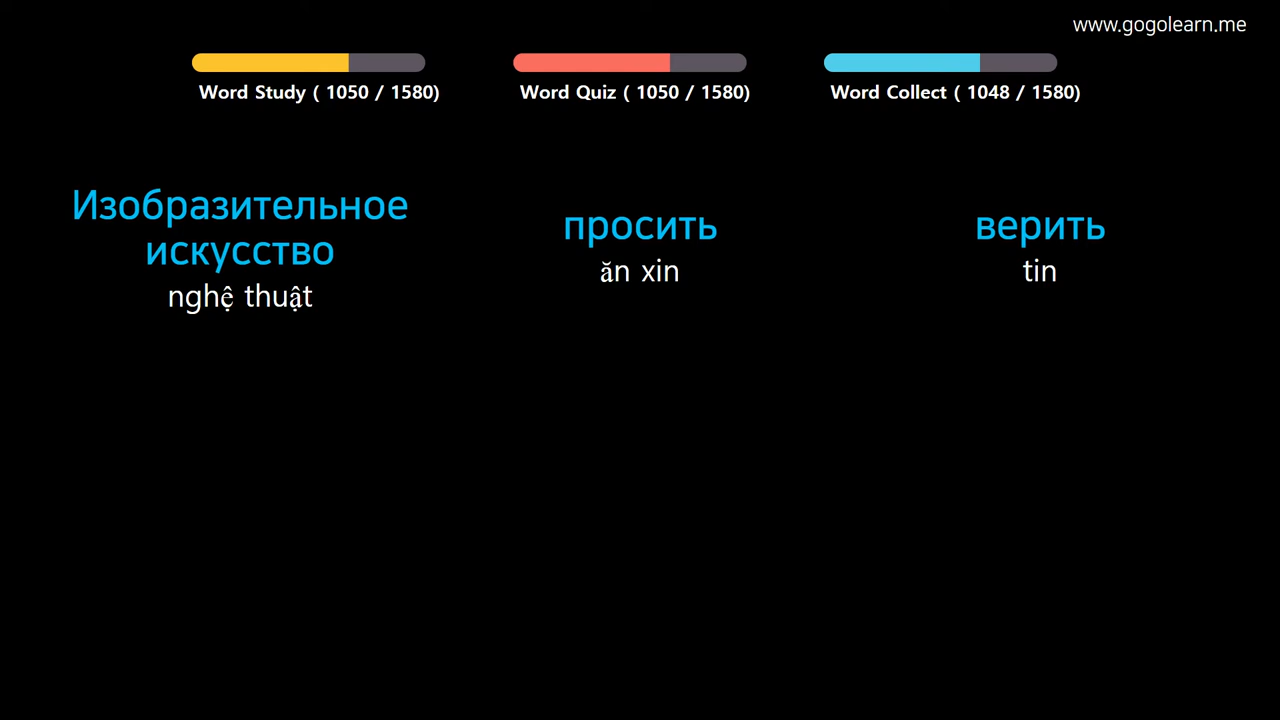 www.gogolearn.me
Word Study ( 1050 / 1580)
Word Quiz ( 1050 / 1580)
Word Collect ( 1048 / 1580)
Изобразительное
искусство
nghệ thuật
просить
ăn xin
верить
tin